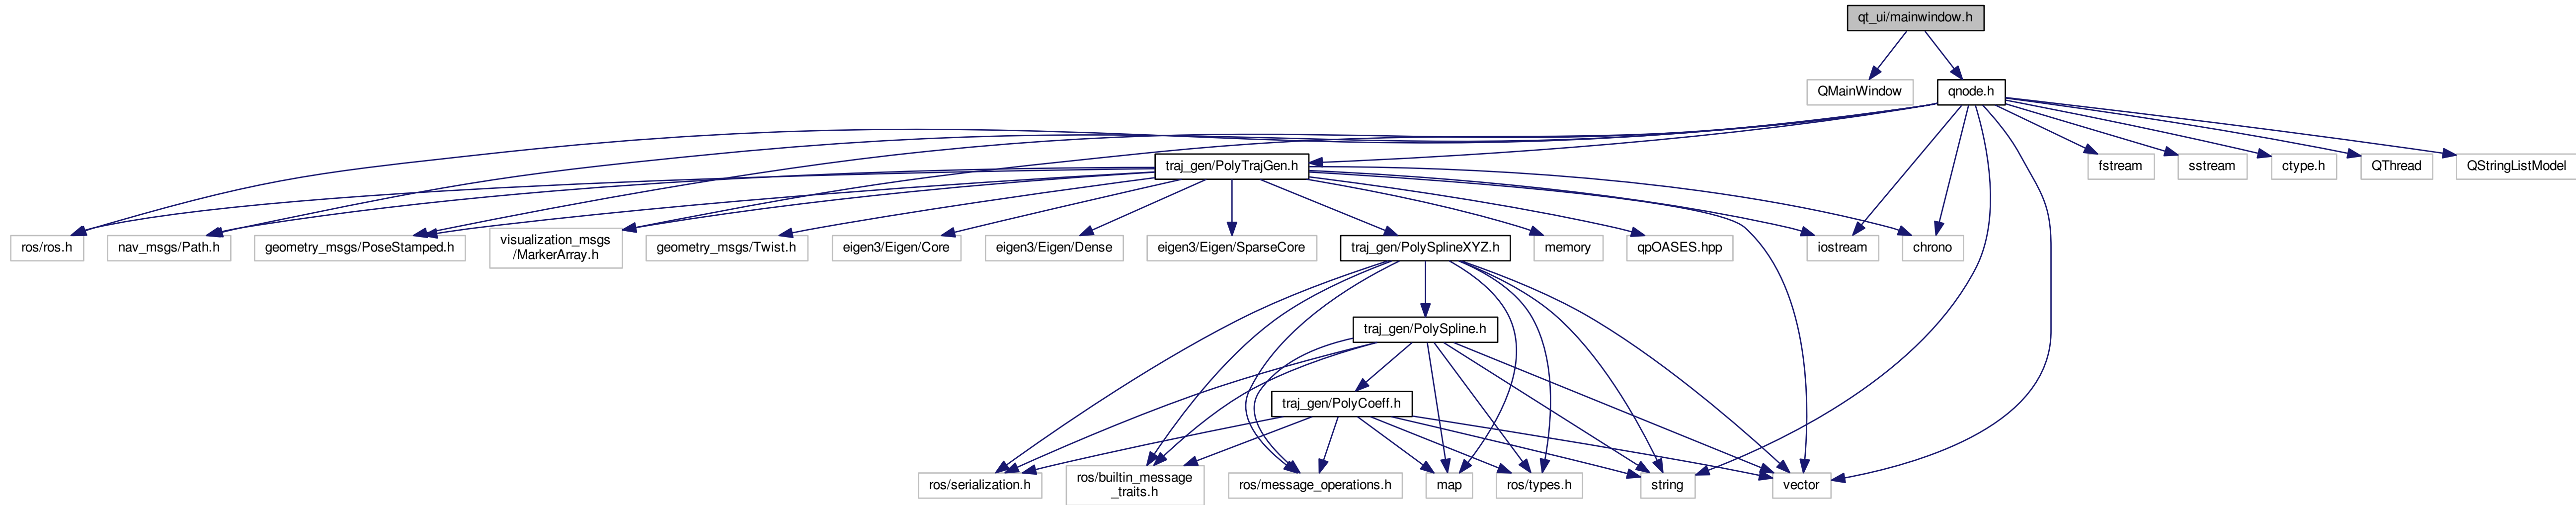 qt_ui/mainwindow.h
QMainWindow
qnode.h
traj_gen/PolyTrajGen.h
fstream
sstream
ctype.h
QThread
QStringListModel
ros/ros.h
nav_msgs/Path.h
geometry_msgs/PoseStamped.h
visualization_msgs
/MarkerArray.h
geometry_msgs/Twist.h
eigen3/Eigen/Core
eigen3/Eigen/Dense
eigen3/Eigen/SparseCore
traj_gen/PolySplineXYZ.h
memory
qpOASES.hpp
iostream
chrono
traj_gen/PolySpline.h
traj_gen/PolyCoeff.h
ros/serialization.h
ros/builtin_message
_traits.h
ros/message_operations.h
map
ros/types.h
string
vector